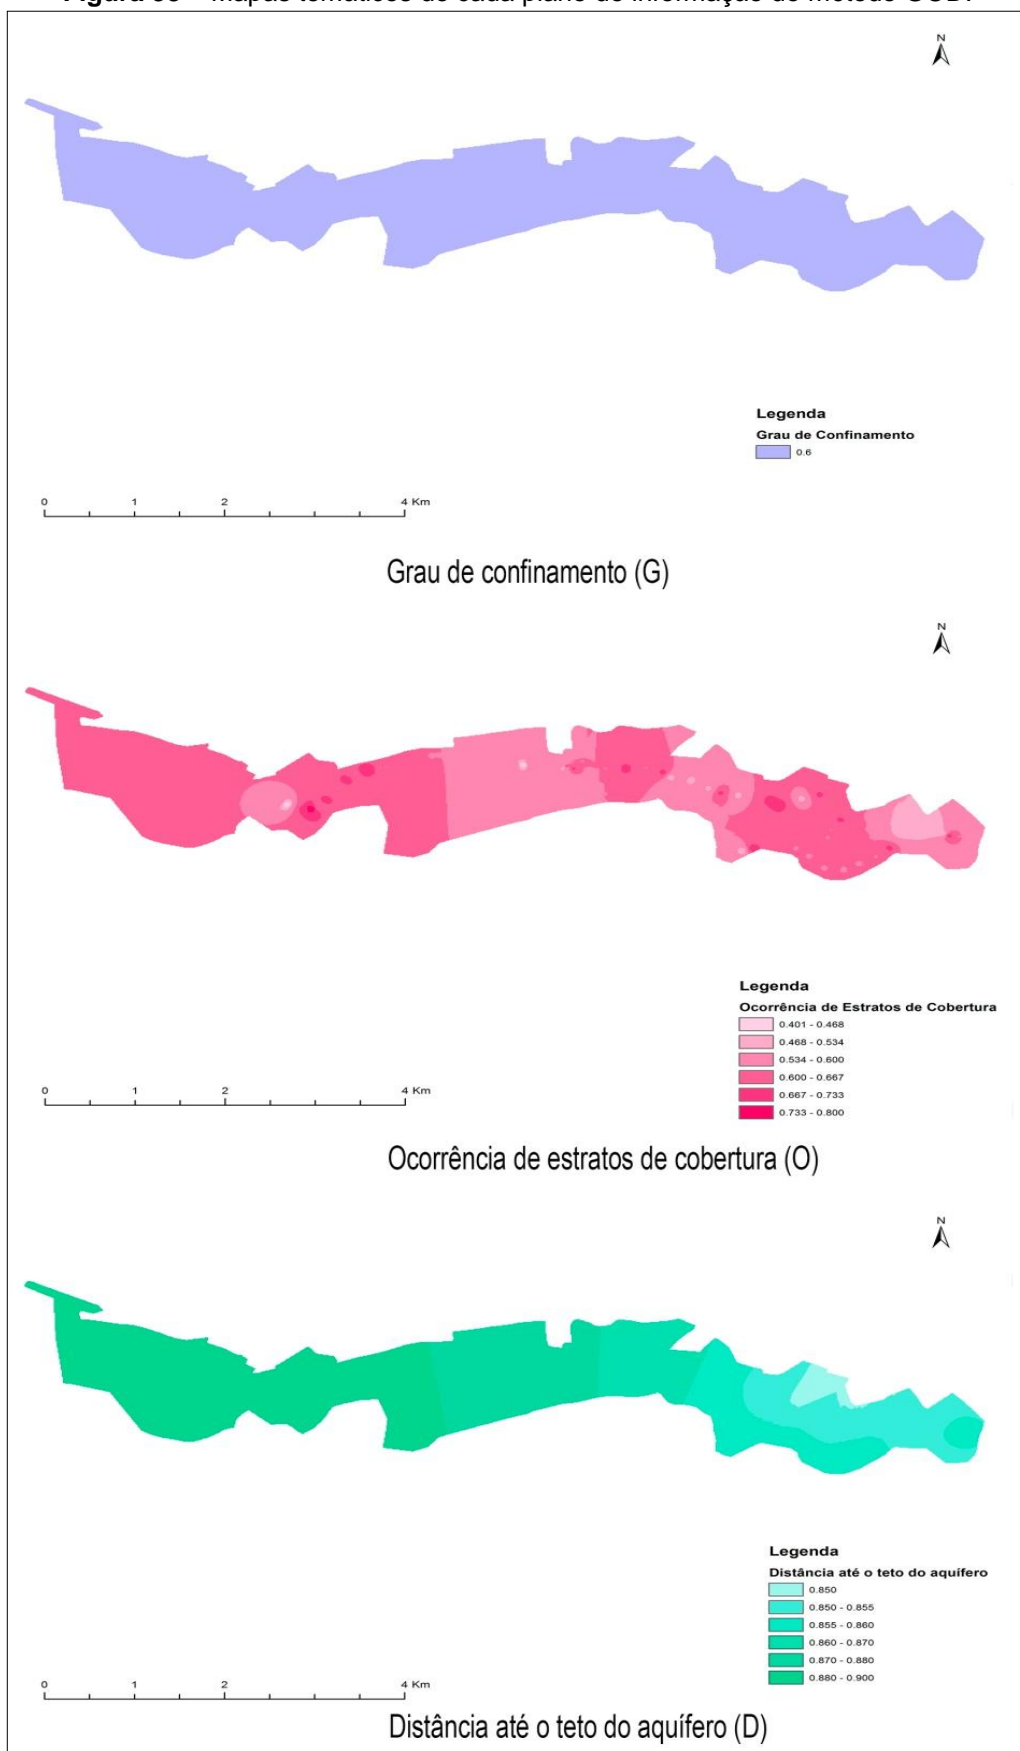 N
Legenda
Grau de Confinamento
0.6
0 1 2 4 Km
Grau de confinamento (G)
N
Legenda
Ocorrência de Estratos de Cobertura
0.401 - 0.468
0.468 - 0.534
0.534 - 0.600
0.600 - 0.667
0.667 - 0.733
0.733 - 0.800
0 1 2 4 Km
Ocorrência de estratos de cobertura (O)
N
Legenda
Distância até o teto do aquífero
0.850
0.850 - 0.855
0.855 - 0.860
0.860 - 0.870
0.870 - 0.880
0.880 - 0.900
0 1 2 4 Km
Distância até o teto do aquífero (D)